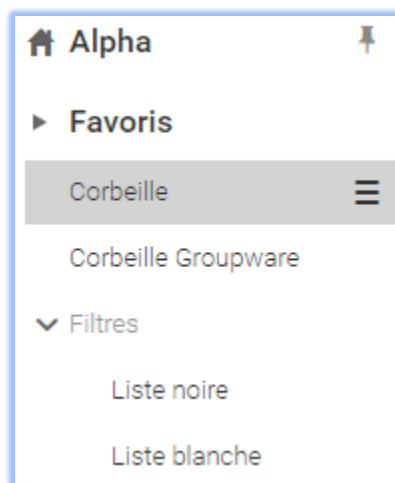 Alpha
Favoris
Corbeille
Corbeille Groupware
Filtres
Liste noire
Liste blanche